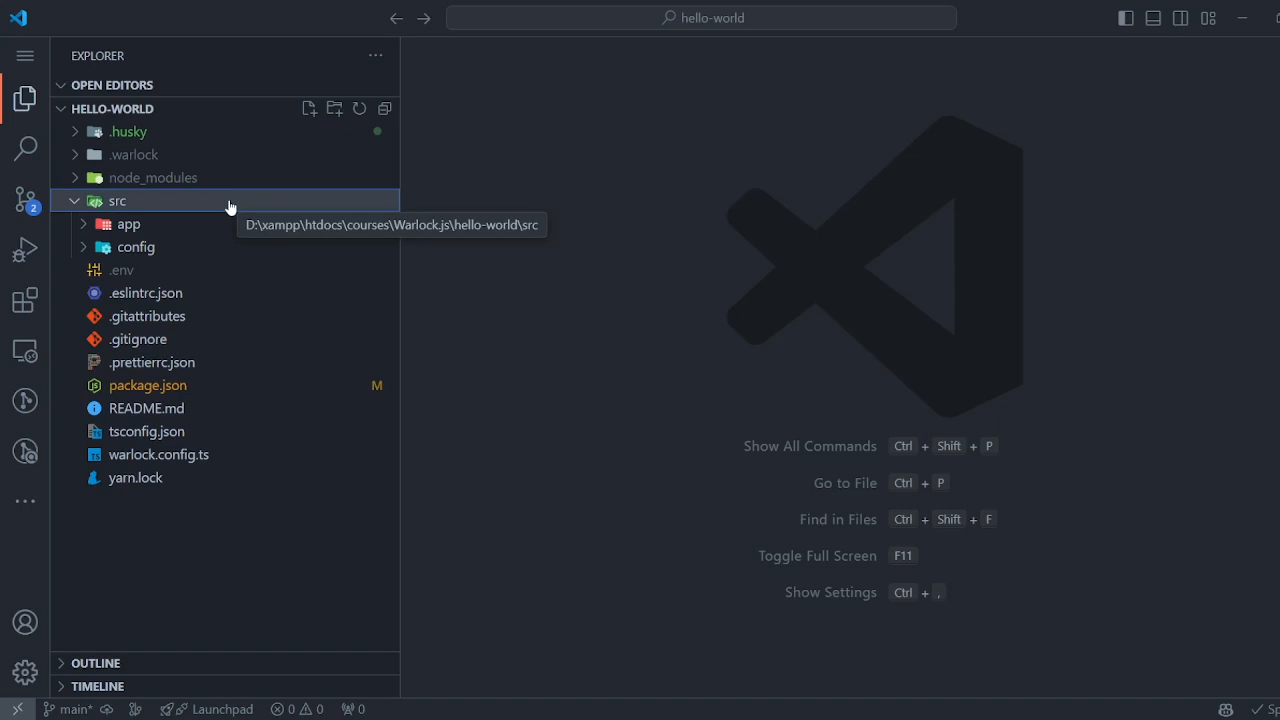 hello-world
EXPLORER
OPEN EDITORS
HELLO-WORLD
.husky
.warlock
node_modules
src
D:\xampp\htdocs\courses\Warlock.js\hello-world\src
app
config
.env
.eslintrc.json
.gitattributes
.gitignore
.prettierrc.json
package.json M
README.md
tsconfig.json
warlock.config.ts
yarn.lock
2
Show All Commands Ctrl + Shift + P
Go to File Ctrl + P
Find in Files Ctrl + Shift + F
Toggle Full Screen F11
Show Settings Ctrl + ,
OUTLINE
TIMELINE
main* Launchpad 0 0 0 Sp